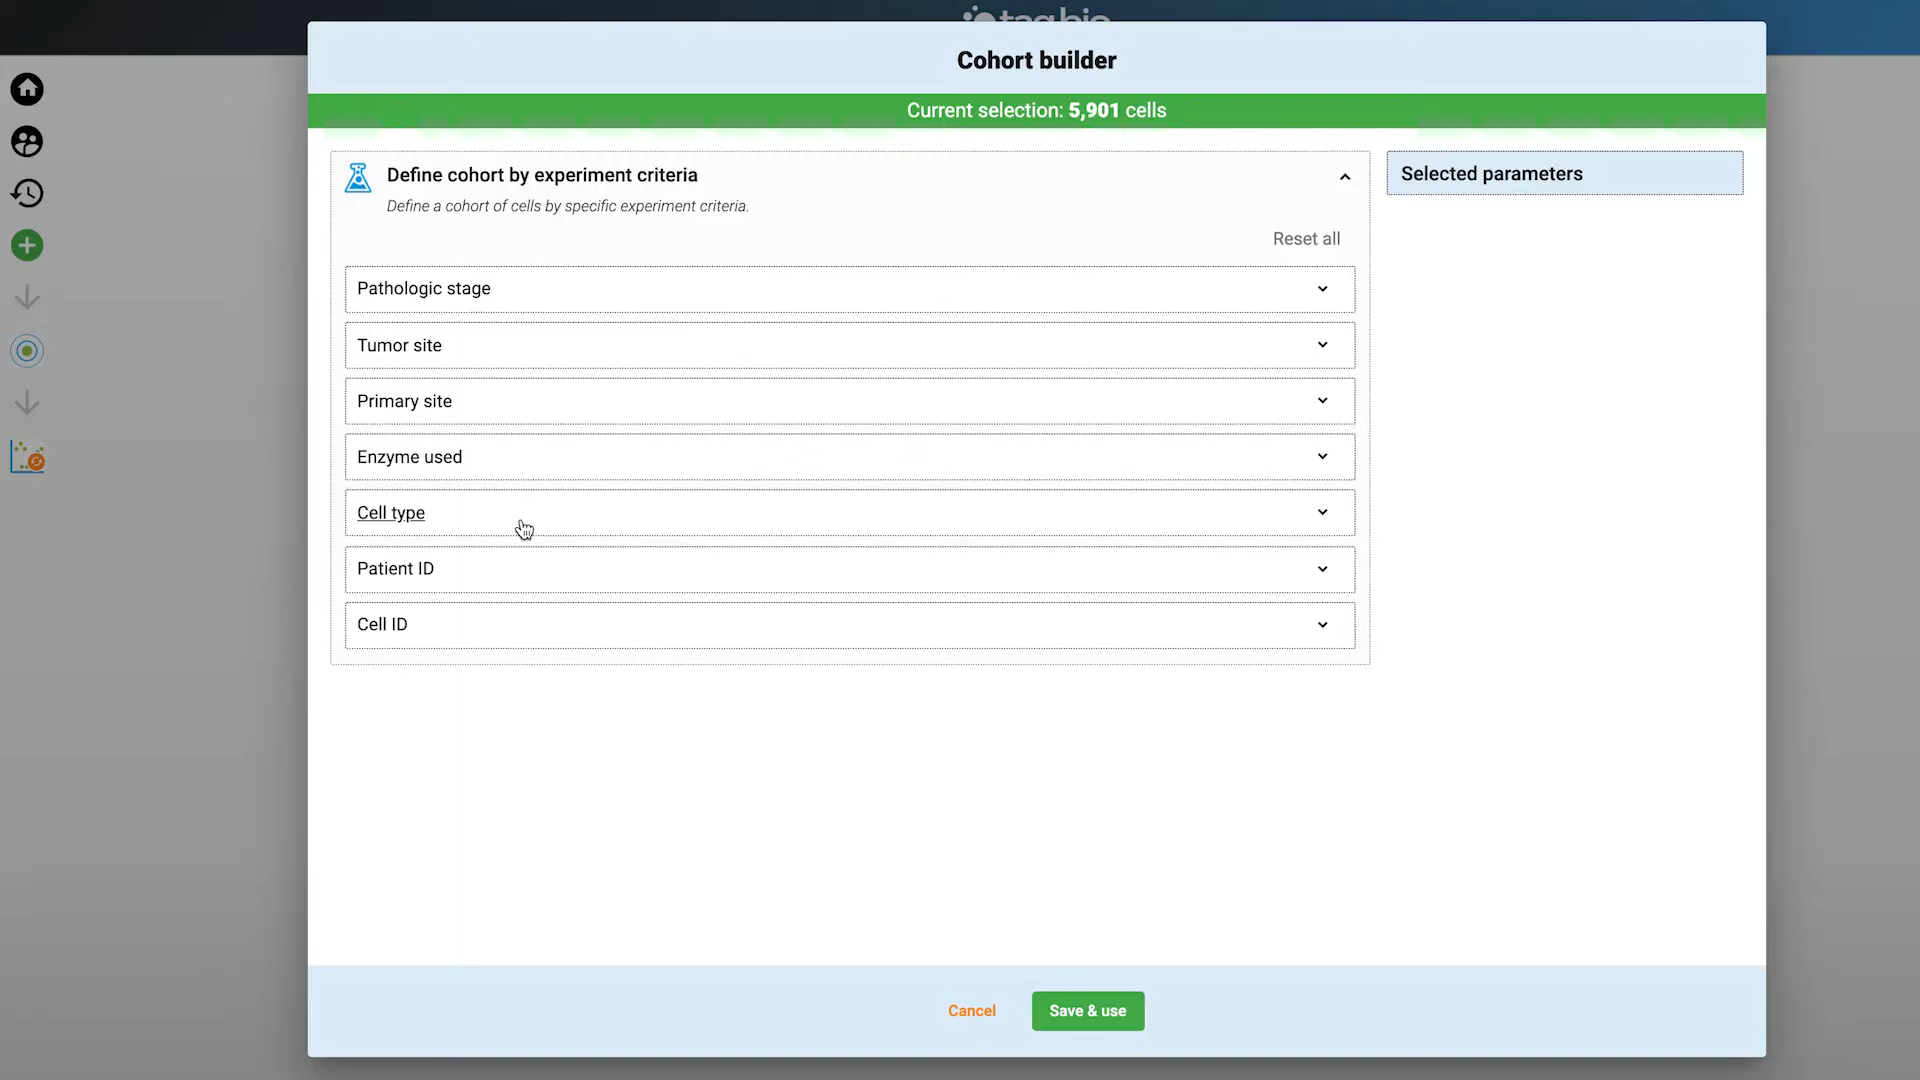 Cohort builder
Current selection: 5,901 cells
Define cohort by experiment criteria
Define a cohort of cells by specific experiment criteria.
Reset all
Pathologic stage
Tumor site
Primary site
Enzyme used
Cell type
Patient ID
Cell ID
Selected parameters
Cancel
Save & use